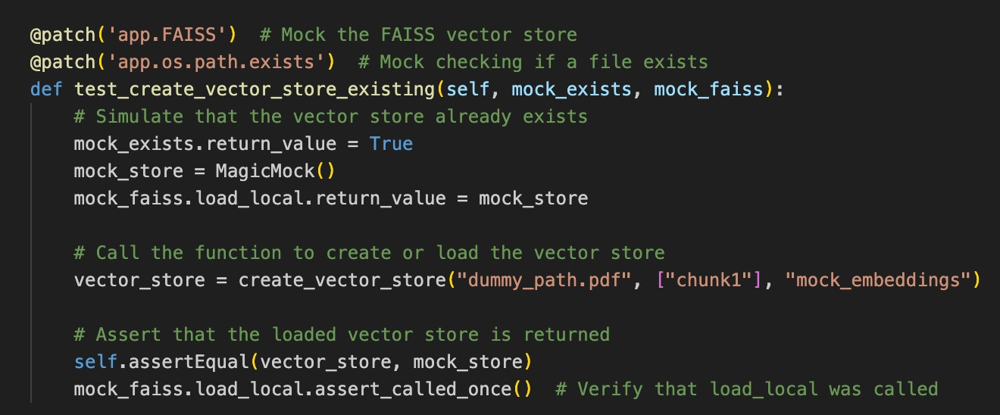 @patch('app.FAISS')  # Mock the FAISS vector store
@patch('app.os.path.exists')  # Mock checking if a file exists
def test_create_vector_store_existing(self, mock_exists, mock_faiss):
    # Simulate that the vector store already exists
    mock_exists.return_value = True
    mock_store = MagicMock()
    mock_faiss.load_local.return_value = mock_store

    # Call the function to create or load the vector store
    vector_store = create_vector_store("dummy_path.pdf", ["chunk1"], "mock_embeddings")

    # Assert that the loaded vector store is returned
    self.assertEqual(vector_store, mock_store)
    mock_faiss.load_local.assert_called_once()  # Verify that load_local was called